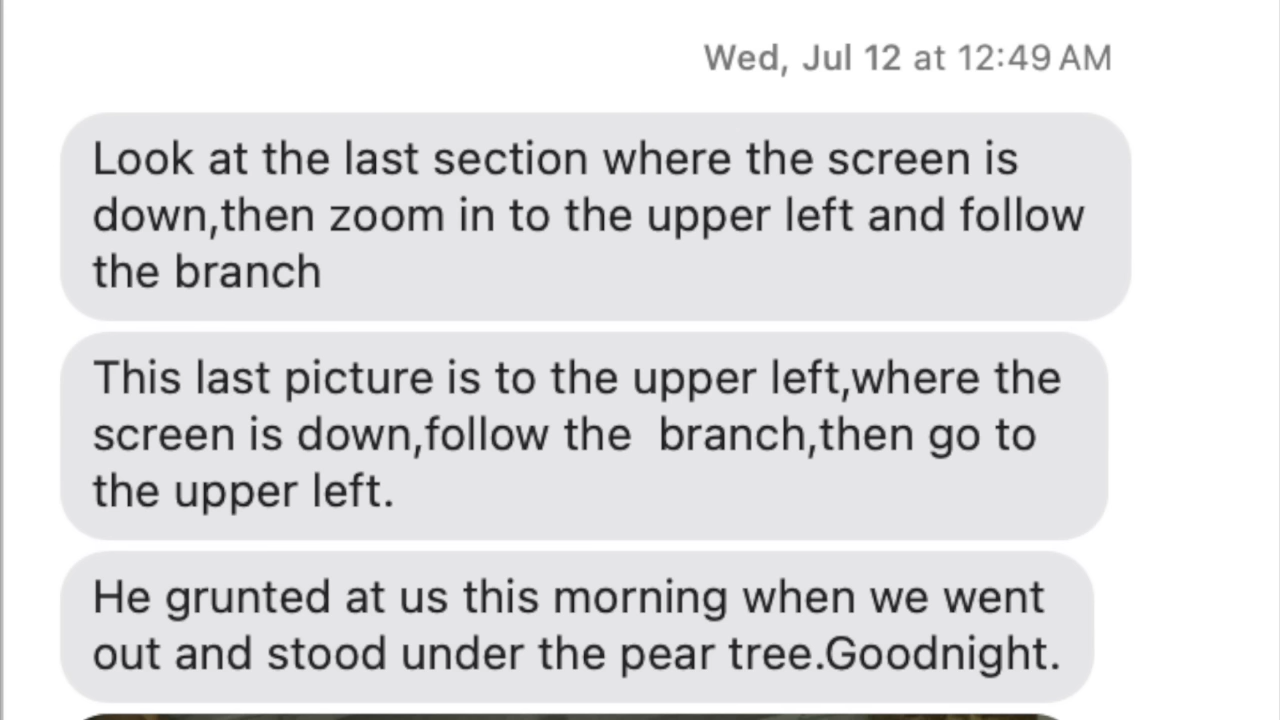 Wed, Jul 12 at 12:49 AM
Look at the last section where the screen is
down,then zoom in to the upper left and follow
the branch
This last picture is to the upper left,where the
screen is down,follow the  branch,then go to
the upper left.
He grunted at us this morning when we went
out and stood under the pear tree.Goodnight.